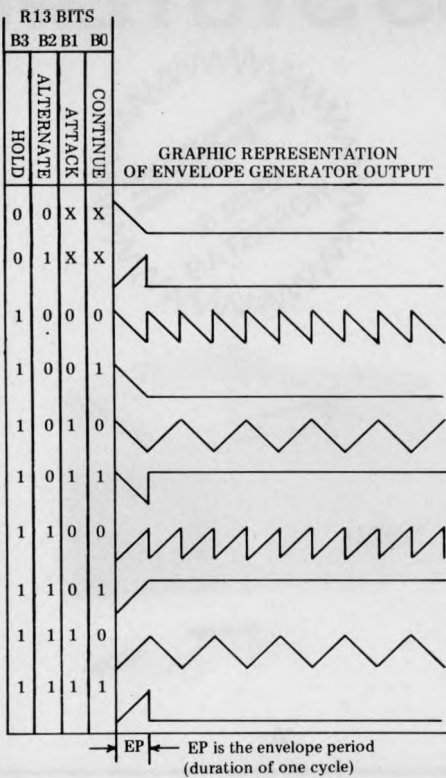 R13 BITS
B3 B2 B1 B0
HOLD
ALTERNATE
ATTACK
CONTINUE
GRAPHIC REPRESENTATION
OF ENVELOPE GENERATOR OUTPUT
0 0 X X
0 1 X X
1 0 0 0
1 0 0 1
1 0 1 0
1 0 1 1
1 1 0 0
1 1 0 1
1 1 1 0
1 1 1 1
EP
EP is the envelope period
(duration of one cycle)